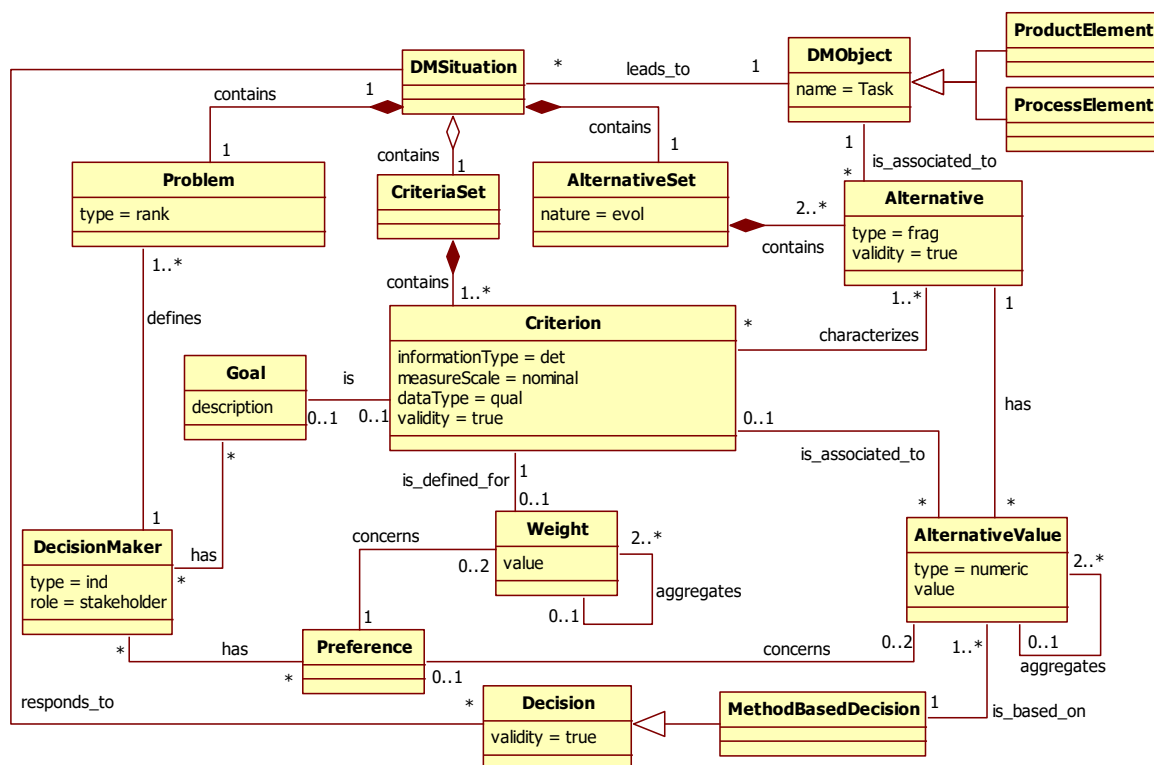 ProductElement
DMSituation
*
leads_to
1
DMObject
name = Task
ProcessElement
contains
1
contains
1
is_associated_to
1
Problem
type = rank
contains
1
CriteriaSet
1
AlternativeSet
nature = evol
*
2..*
contains
Alternative
type = frag
validity = true
1..*
contains
1..*
1..*
1
defines
Criterion
informationType = det
measureScale = nominal
dataType = qual
validity = true
*
characterizes
Goal
description
is
0..1
0..1
has
0..1
is_associated_to
*
is_defined_for
1
0..1
*
*
1
DecisionMaker
type = ind
role = stakeholder
has
*
concerns
0..2
Weight
value
2..*
aggregates
0..1
AlternativeValue
type = numeric
value
2..*
1
*
has
*
Preference
0..1
concerns
0..2
1..*
0..1
aggregates
responds_to
*
Decision
validity = true
MethodBasedDecision
1
is_based_on